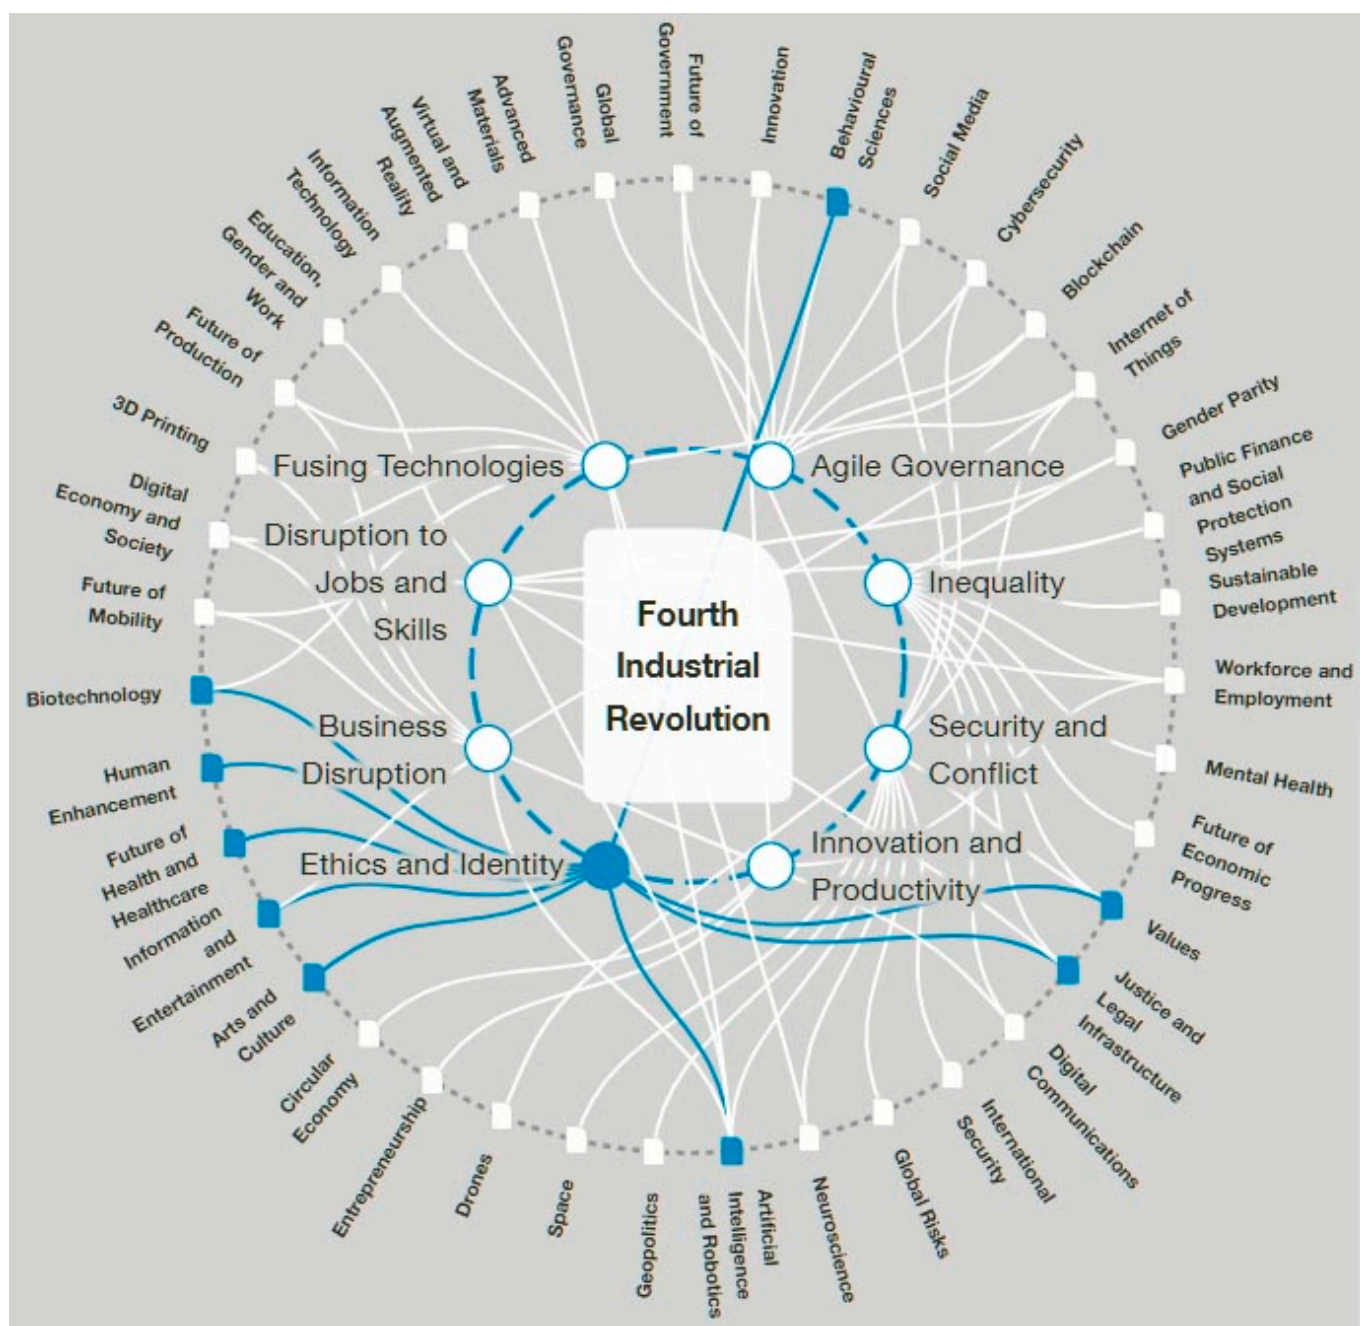 Fourth
Industrial
Revolution
Fusing Technologies
Agile Governance
Disruption to
Jobs and
Skills
Inequality
Business
Disruption
Security and
Conflict
Ethics and Identity
Innovation and
Productivity
Global
Governance
Future of
Government
Innovation
Behavioural
Sciences
Social Media
Cybersecurity
Blockchain
Internet of
Things
Gender Parity
Public Finance
and Social
Protection
Systems
Sustainable
Development
Workforce and
Employment
Mental Health
Future of
Economic
Progress
Values
Justice and
Legal
Infrastructure
Digital
Communications
International
Security
Global Risks
Neuroscience
Artificial
Intelligence
and Robotics
Geopolitics
Space
Drones
Entrepreneurship
Circular
Economy
Arts and
Culture
Information
and
Entertainment
Future of
Health and
Healthcare
Human
Enhancement
Biotechnology
Future of
Mobility
Digital
Economy and
Society
3D Printing
Future of
Production
Education,
Gender and
Work
Information
Technology
Virtual and
Augmented
Reality
Advanced
Materials